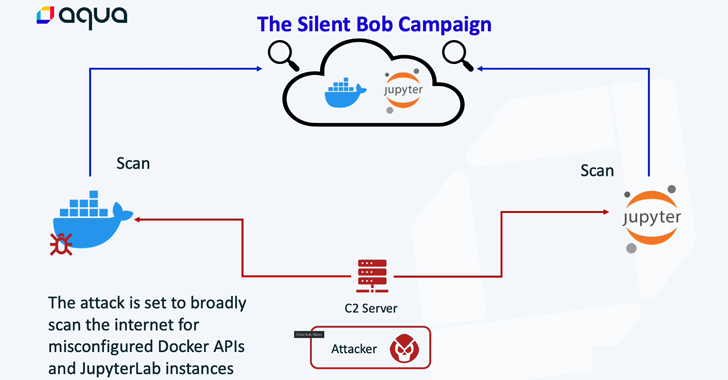 aqua
The Silent Bob Campaign
jupyter
Scan
Scan
jupyter
C2 Server
The attack is set to broadly
scan the internet for
misconfigured Docker APIs
and JupyterLab instances
Attacker